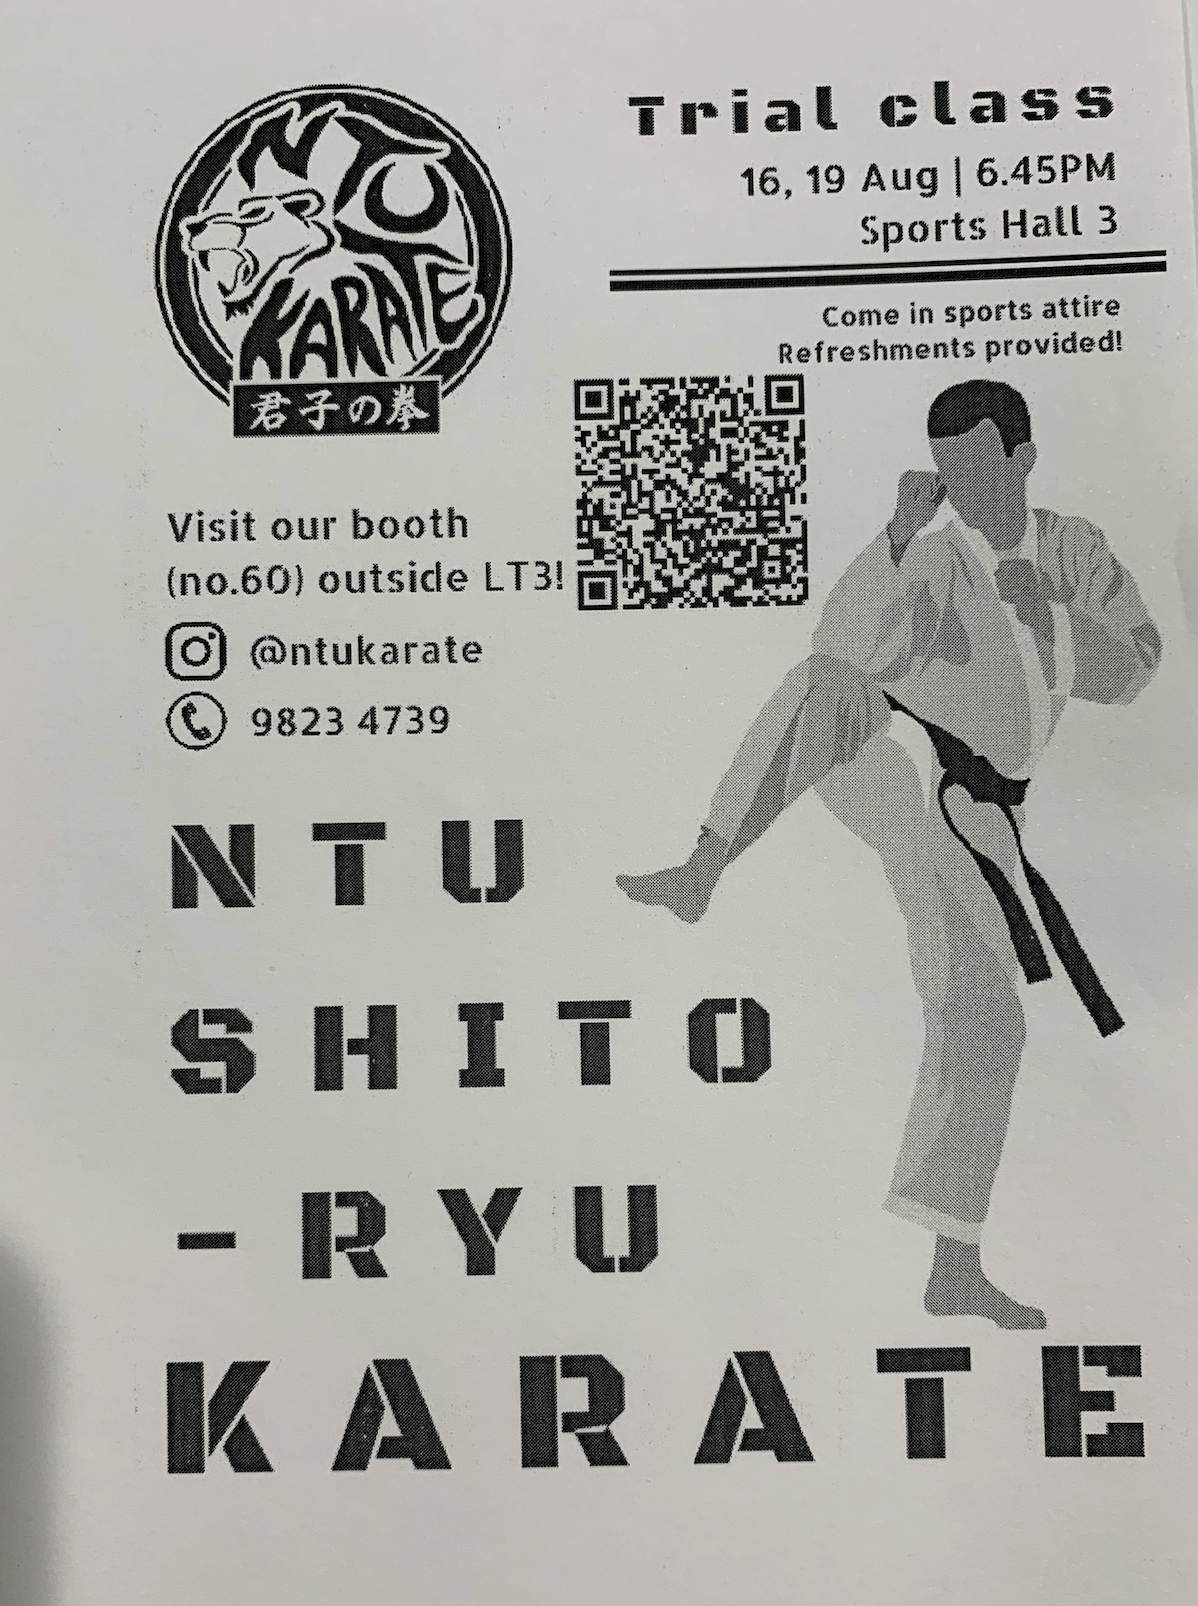 NTU
KARATE
君子の拳
Trial class
16, 19 Aug | 6.45PM
Sports Hall 3
Come in sports attire
Refreshments provided!
Visit our booth
(no.60) outside LT3!
@ntukarate
9823 4739
NTU
SHITO
-RYU
KARATE